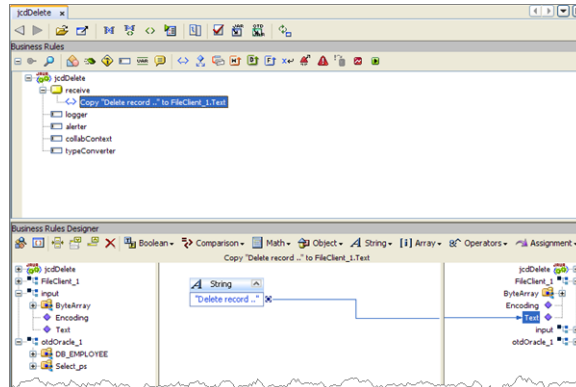 jcdDelete x
Business Rules
jcdDelete
receive
Copy "Delete record .." to FileClient_1.Text
logger
alerter
collabContext
typeConverter
Business Rules Designer
Boolean Comparison Math Object String Array Operators Assignment
Copy "Delete record .." to FileClient_1.Text
jcdDelete
FileClient_1
input
ByteArray
Encoding
Text
otdOracle_1
DB_EMPLOYEE
Select_ps
A String
"Delete record .."
jcdDelete
FileClient_1
ByteArray
Encoding
Text
input
otdOracle_1